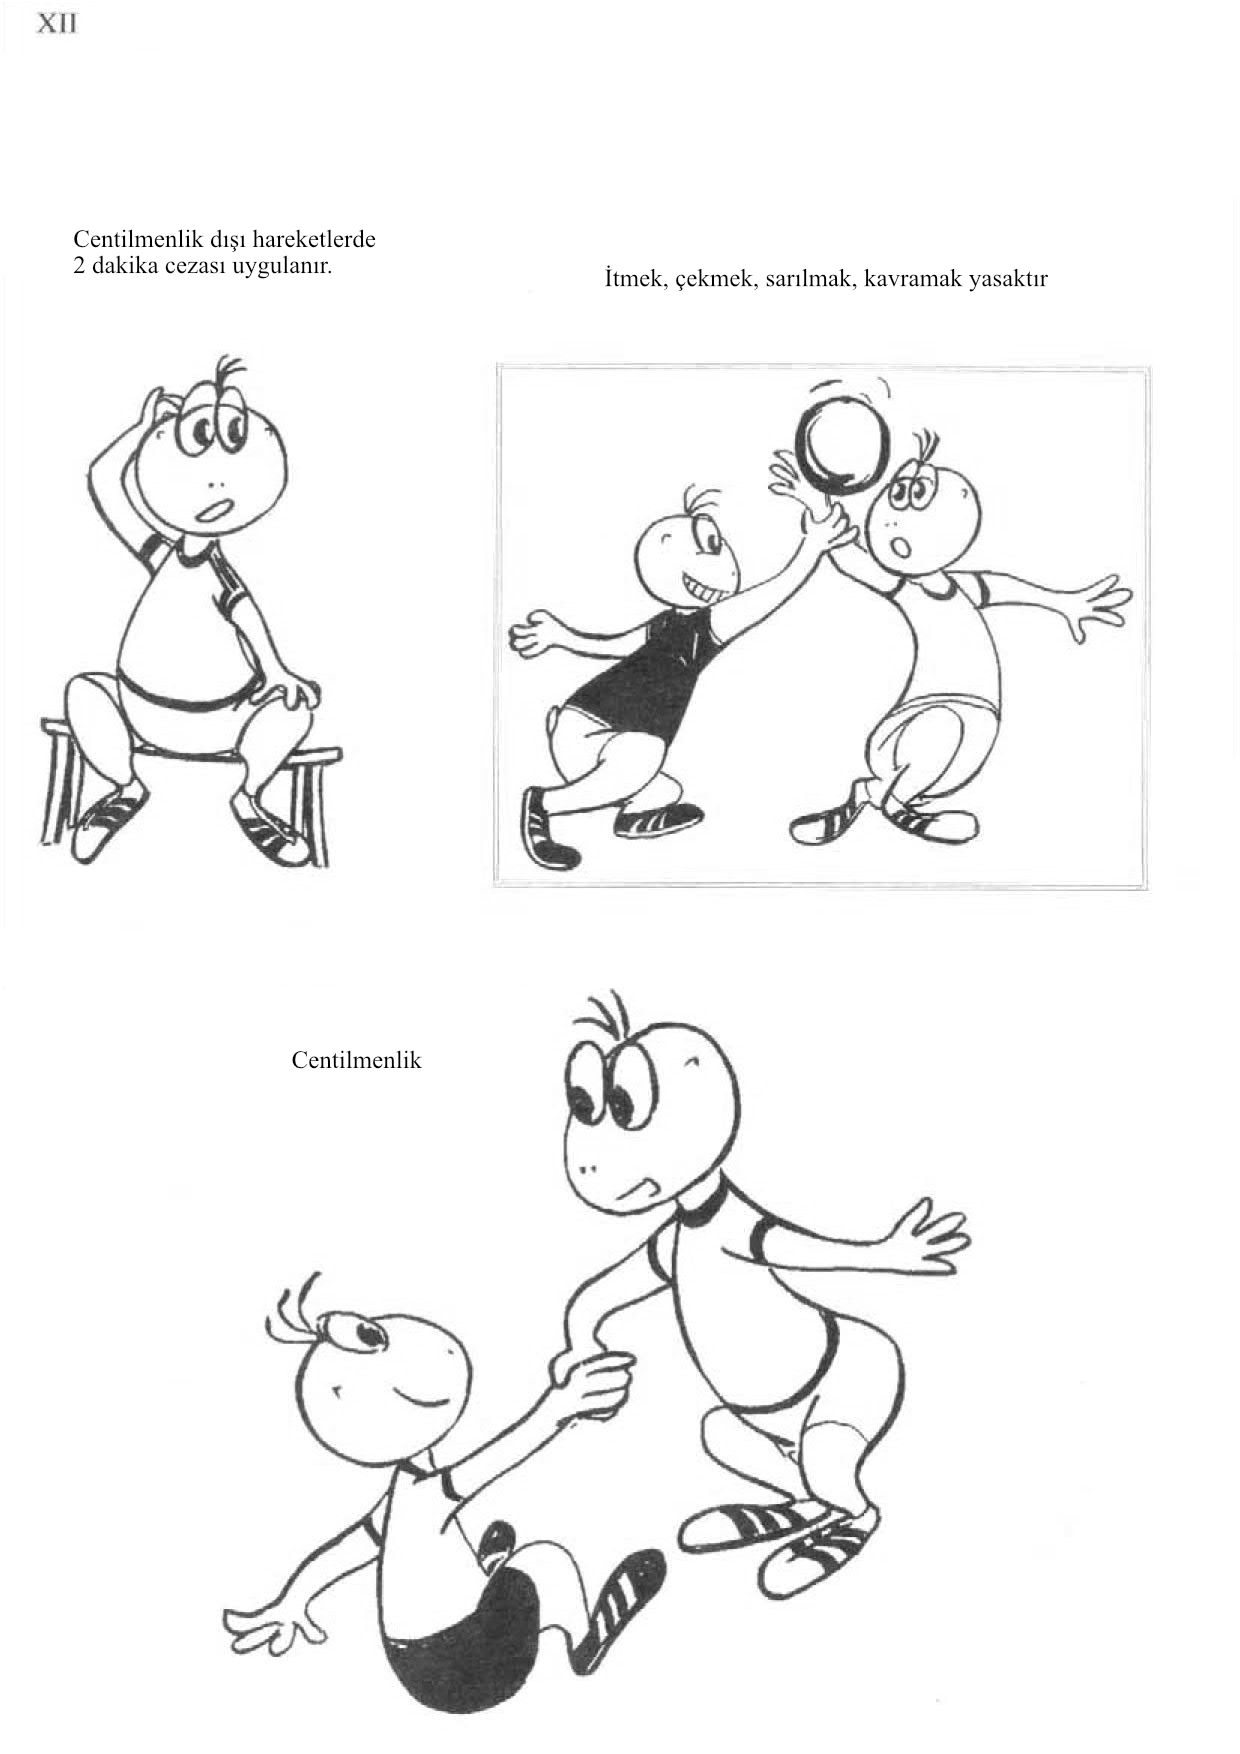 XII
Centilmenlik dışı hareketlerde
2 dakika cezası uygulanır.
İtmek, çekmek, sarılmak, kavramak yasaktır
Centilmenlik